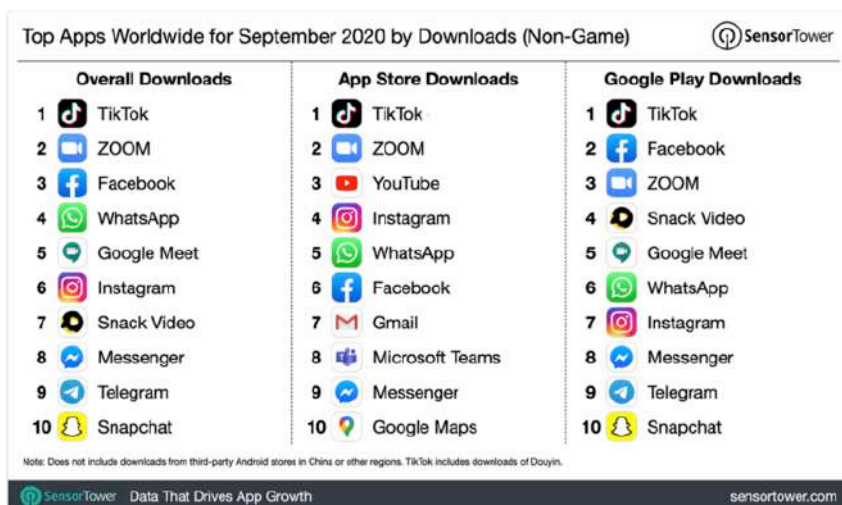 Top Apps Worldwide for September 2020 by Downloads (Non-Game)
SensorTower
Overall Downloads
1 TikTok
2 ZOOM
3 Facebook
4 WhatsApp
5 Google Meet
6 Instagram
7 Snack Video
8 Messenger
9 Telegram
10 Snapchat
App Store Downloads
1 TikTok
2 ZOOM
3 YouTube
4 Instagram
5 WhatsApp
6 Facebook
7 Gmail
8 Microsoft Teams
9 Messenger
10 Google Maps
Google Play Downloads
1 TikTok
2 Facebook
3 ZOOM
4 Snack Video
5 Google Meet
6 WhatsApp
7 Instagram
8 Messenger
9 Telegram
10 Snapchat
Note: Does not include downloads from third-party Android stores in China or other regions. TikTok includes downloads of Douyin.
SensorTower Data That Drives App Growth
sensortower.com